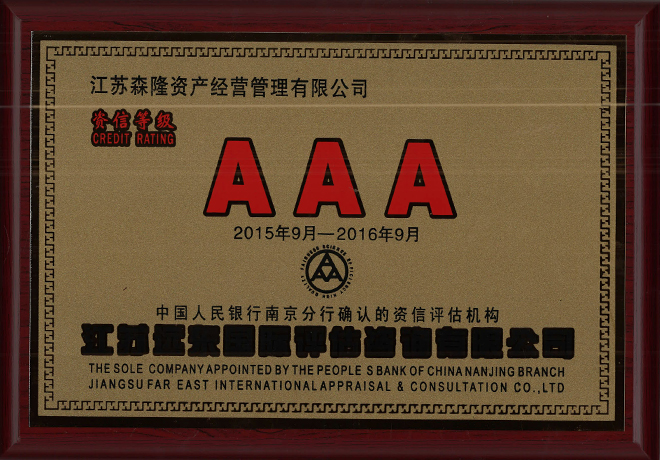 江苏森隆资产经营管理有限公司
资信等级
CREDIT RATING
AAA
2015年9月—2016年9月
中国人民银行南京分行确认的资信评估机构
江苏远东国际评估咨询有限公司
THE SOLE COMPANY APPOINTED BY THE PEOPLE S BANK OF CHINA NANJING BRANCH
JIANGSU FAR EAST INTERNATIONAL APPRAISAL & CONSULTATION CO.,LTD